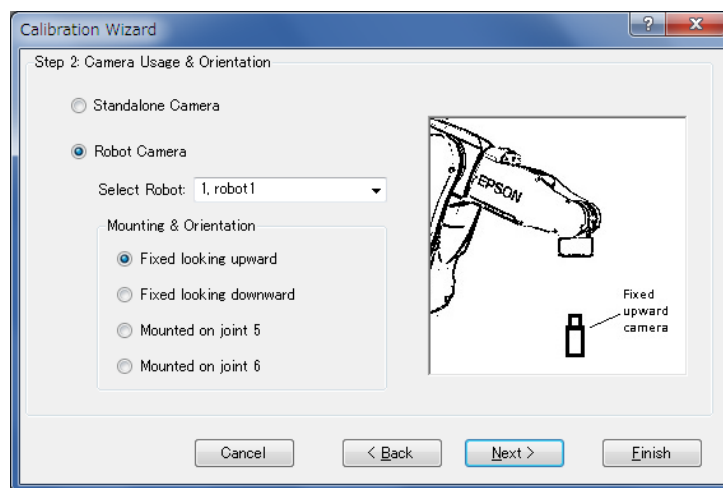 Calibration Wizard
Step 2: Camera Usage & Orientation
Standalone Camera
Robot Camera
Select Robot: 1, robot1
Mounting & Orientation
Fixed looking upward
Fixed looking downward
Mounted on joint 5
Mounted on joint 6
EPSON
Fixed
upward
camera
Cancel
< Back
Next >
Finish